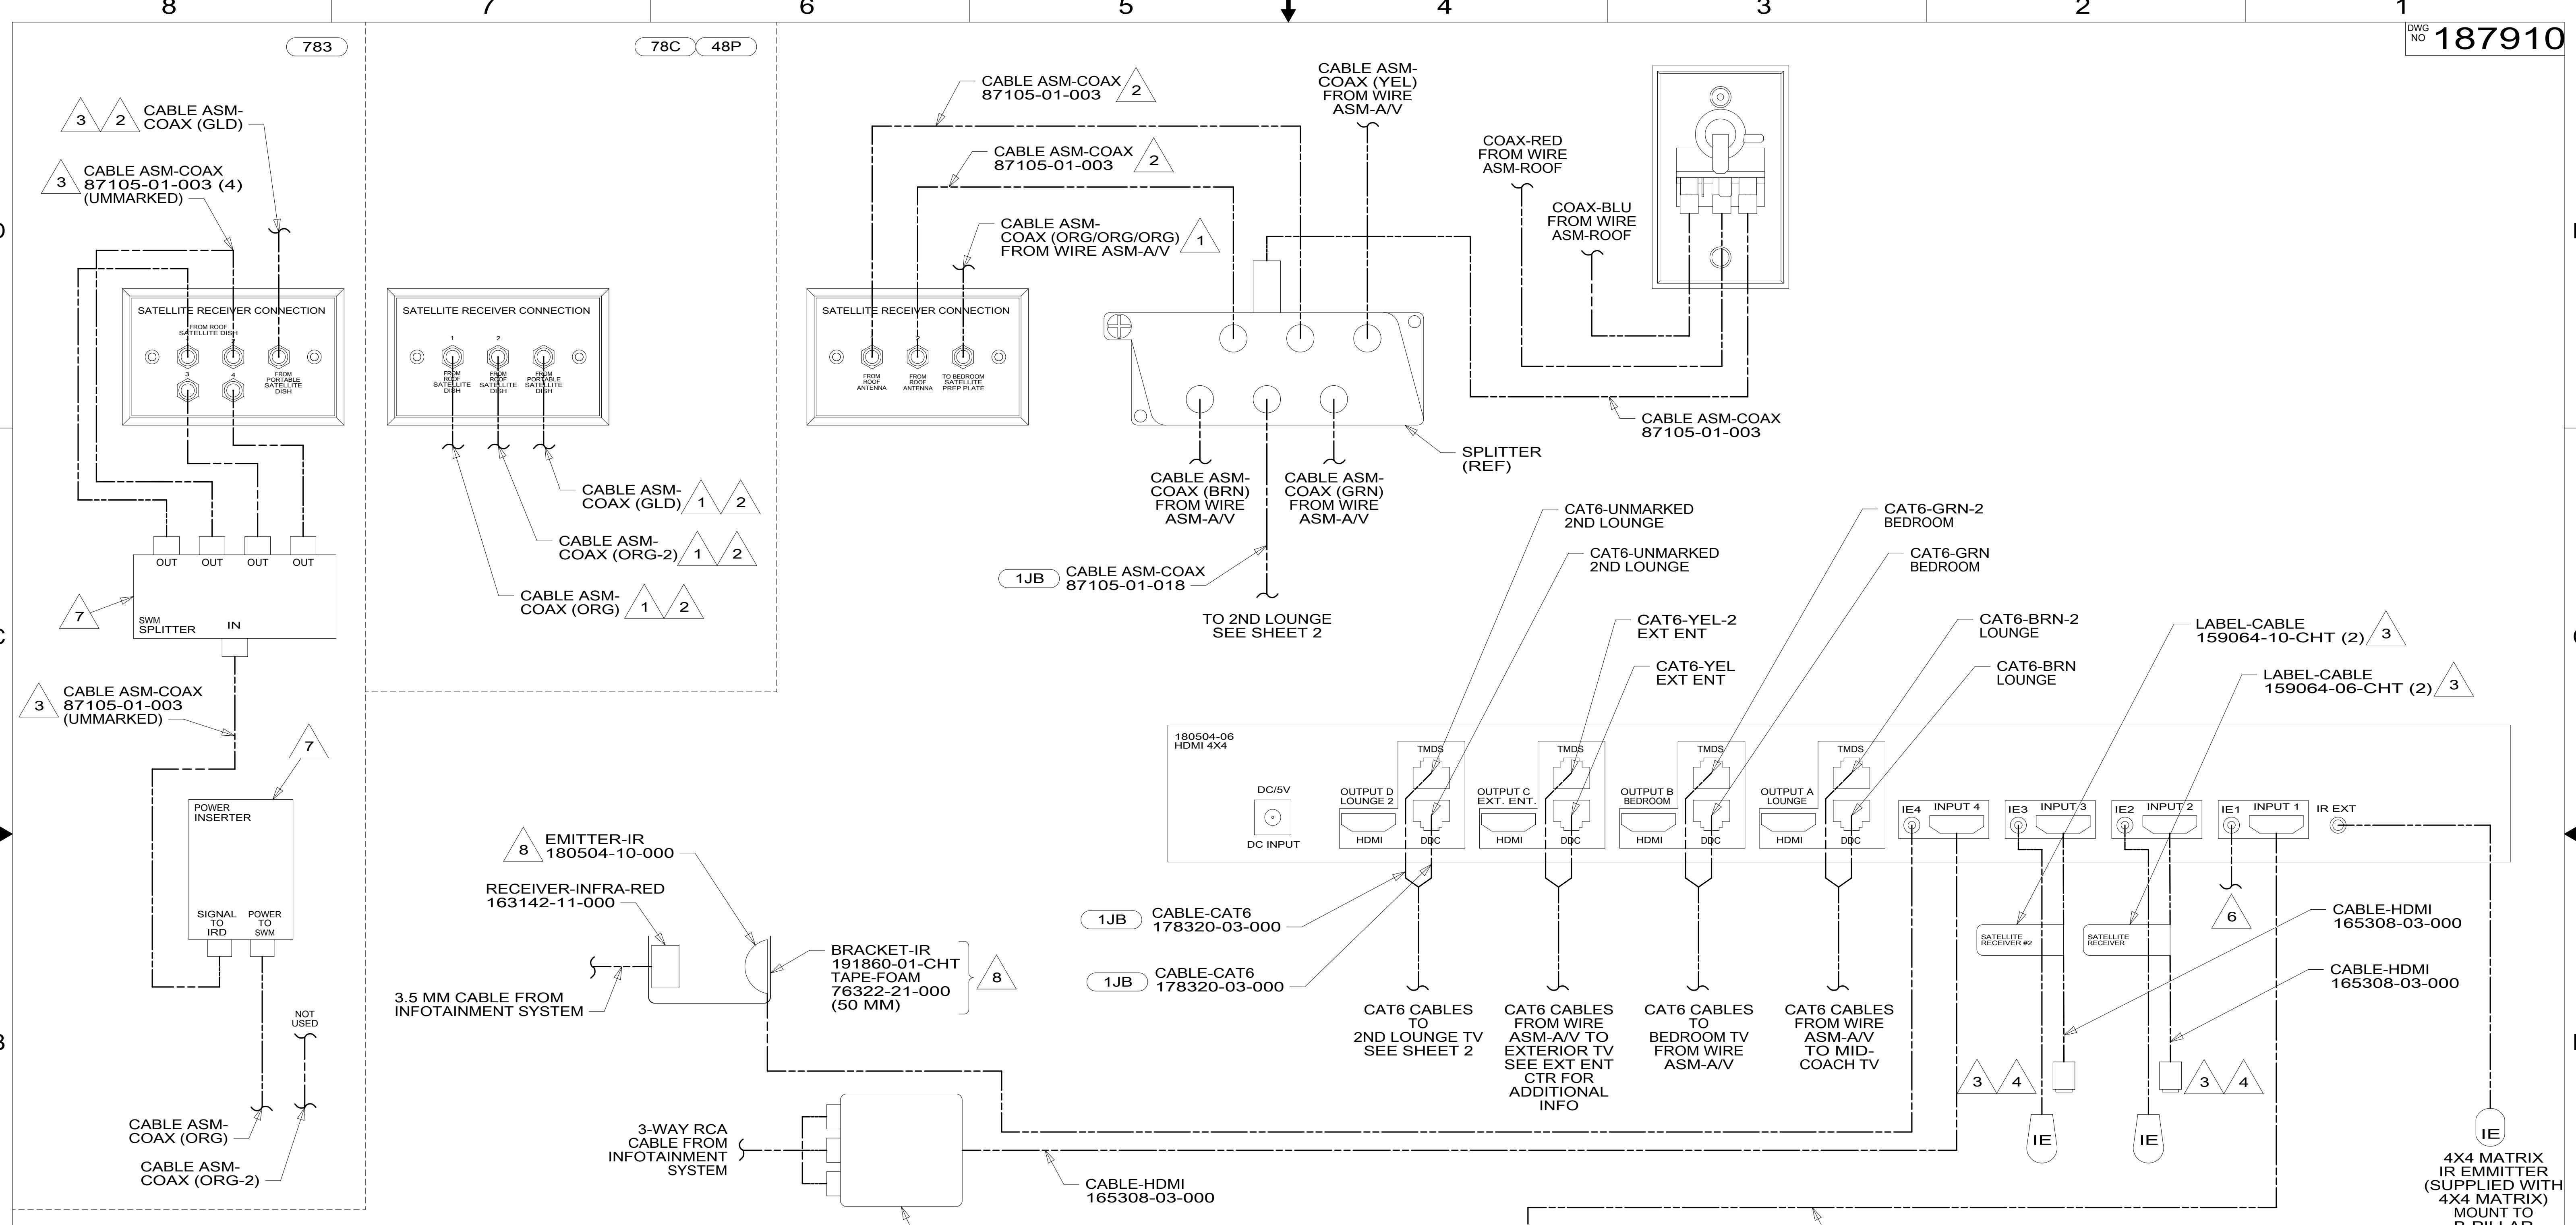 8
7
6
5
4
3
2
1
DWG
NO
187910
783
78C
48P
3
2
CABLE ASM-
COAX (GLD)
3
CABLE ASM-COAX
87105-01-003 (4)
(UMMARKED)
SATELLITE RECEIVER CONNECTION
FROM ROOF
SATELLITE DISH
3
4
FROM
PORTABLE
SATELLITE
DISH
OUT
OUT
OUT
OUT
SWM
SPLITTER
IN
7
3
CABLE ASM-COAX
87105-01-003
(UMMARKED)
7
POWER
INSERTER
SIGNAL
TO
IRD
POWER
TO
SWM
NOT
USED
CABLE ASM-
COAX (ORG)
CABLE ASM-
COAX (ORG-2)
SATELLITE RECEIVER CONNECTION
1
2
FROM
ROOF
SATELLITE
DISH
FROM
ROOF
SATELLITE
DISH
FROM
PORTABLE
SATELLITE
DISH
CABLE ASM-
COAX (GLD)
1
2
CABLE ASM-
COAX (ORG-2)
1
2
CABLE ASM-
COAX (ORG)
1
2
CABLE ASM-COAX
87105-01-003
2
CABLE ASM-COAX
87105-01-003
2
CABLE ASM-
COAX (ORG/ORG/ORG)
FROM WIRE ASM-A/V
1
CABLE ASM-
COAX (YEL)
FROM WIRE
ASM-A/V
SATELLITE RECEIVER CONNECTION
2
FROM
ROOF
ANTENNA
FROM
ROOF
ANTENNA
TO BEDROOM
SATELLITE
PREP PLATE
COAX-RED
FROM WIRE
ASM-ROOF
COAX-BLU
FROM WIRE
ASM-ROOF
CABLE ASM-COAX
87105-01-003
SPLITTER
(REF)
CABLE ASM-
COAX (BRN)
FROM WIRE
ASM-A/V
CABLE ASM-
COAX (GRN)
FROM WIRE
ASM-A/V
1JB
CABLE ASM-COAX
87105-01-018
TO 2ND LOUNGE
SEE SHEET 2
CAT6-UNMARKED
2ND LOUNGE
CAT6-UNMARKED
2ND LOUNGE
CAT6-YEL-2
EXT ENT
CAT6-YEL
EXT ENT
CAT6-GRN-2
BEDROOM
CAT6-GRN
BEDROOM
CAT6-BRN-2
LOUNGE
CAT6-BRN
LOUNGE
LABEL-CABLE
159064-10-CHT (2)
3
LABEL-CABLE
159064-06-CHT (2)
3
180504-06
HDMI 4X4
DC/5V
DC INPUT
OUTPUT D
LOUNGE 2
HDMI
TMDS
DDC
OUTPUT C
EXT. ENT.
HDMI
TMDS
DDC
OUTPUT B
BEDROOM
HDMI
TMDS
DDC
OUTPUT A
LOUNGE
HDMI
TMDS
DDC
IE4
INPUT 4
IE3
INPUT 3
IE2
INPUT 2
IE1
INPUT 1
IR EXT
8
EMITTER-IR
180504-10-000
RECEIVER-INFRA-RED
163142-11-000
3.5 MM CABLE FROM
INFOTAINMENT SYSTEM
BRACKET-IR
191860-01-CHT
TAPE-FOAM
76322-21-000
(50 MM)
8
1JB
CABLE-CAT6
178320-03-000
1JB
CABLE-CAT6
178320-03-000
CAT6 CABLES
TO
2ND LOUNGE TV
SEE SHEET 2
CAT6 CABLES
FROM WIRE
ASM-A/V TO
EXTERIOR TV
SEE EXT ENT
CTR FOR
ADDITIONAL
INFO
CAT6 CABLES
TO
BEDROOM TV
FROM WIRE
ASM-A/V
CAT6 CABLES
FROM WIRE
ASM-A/V
TO MID-
COACH TV
SATELLITE
RECEIVER #2
SATELLITE
RECEIVER
6
CABLE-HDMI
165308-03-000
CABLE-HDMI
165308-03-000
3
4
3
4
IE
IE
IE
4X4 MATRIX
IR EMMITTER
(SUPPLIED WITH
4X4 MATRIX)
MOUNT TO
3-WAY RCA
CABLE FROM
INFOTAINMENT
SYSTEM
CABLE-HDMI
165308-03-000